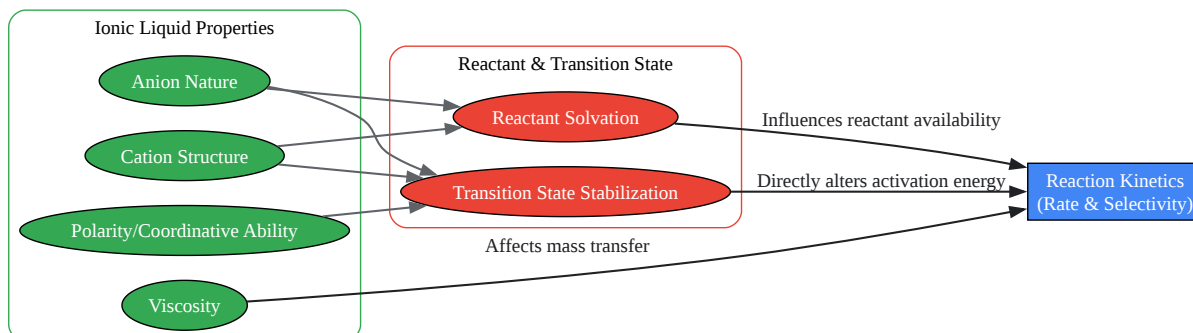 Ionic Liquid Properties
Anion Nature
Cation Structure
Polarity/Coordinative Ability
Viscosity
Reactant & Transition State
Reactant Solvation
Transition State Stabilization
Influences reactant availability
Directly alters activation energy
Affects mass transfer
Reaction Kinetics
(Rate & Selectivity)